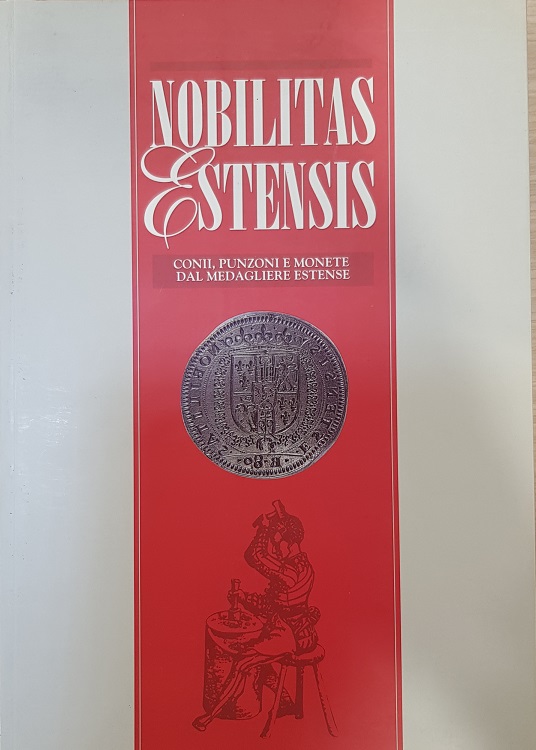 NOBILITAS
ESTENSIS
CONII, PUNZONI E MONETE
DAL MEDAGLIERE ESTENSE